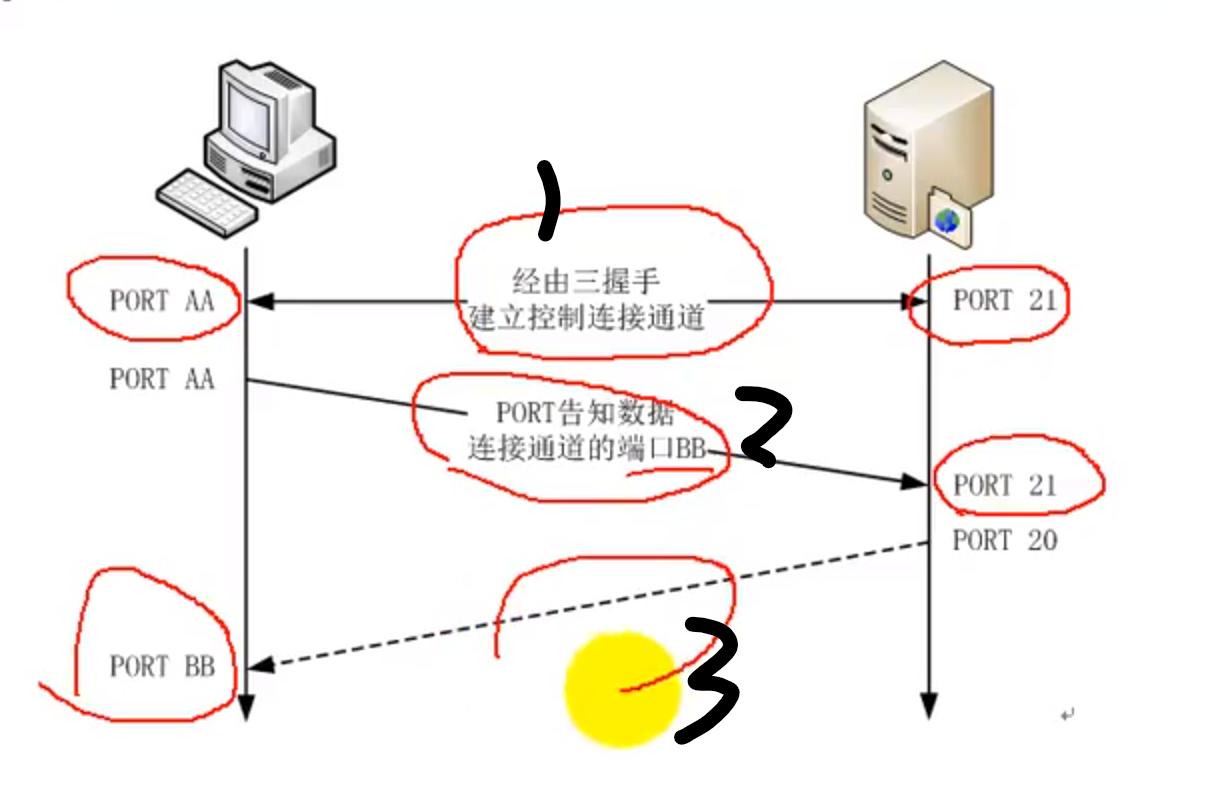 1
经由三握手
建立控制连接通道
PORT AA
PORT 21
PORT AA
PORT告知数据
连接通道的端口BB
2
PORT 21
PORT 20
3
PORT BB
↵